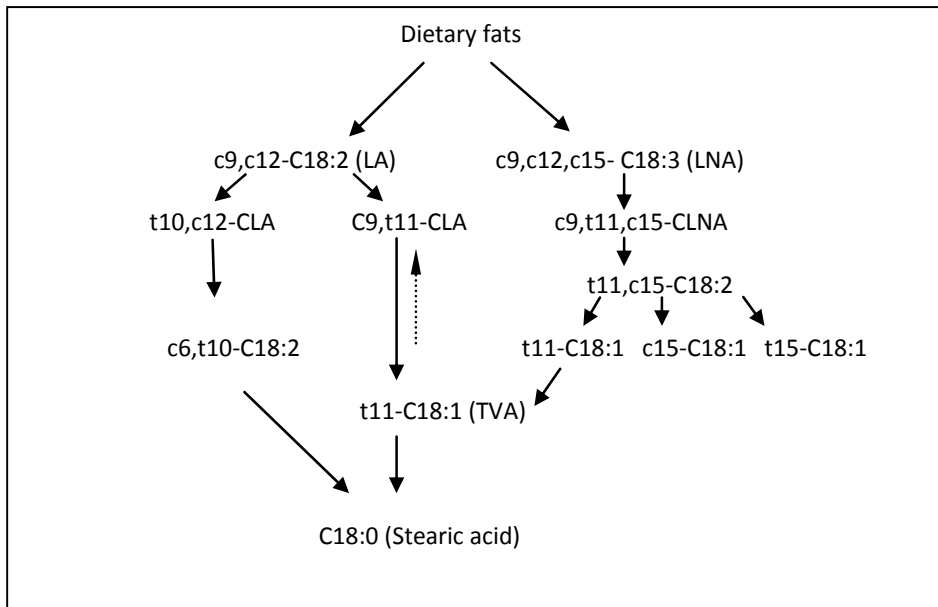 Dietary fats
c9,c12-C18:2 (LA) c9,c12,c15- C18:3 (LNA)
t10,c12-CLA C9,t11-CLA c9,t11,c15-CLNA
t11,c15-C18:2
c6,t10-C18:2 t11-C18:1 c15-C18:1 t15-C18:1
t11-C18:1 (TVA)
C18:0 (Stearic acid)